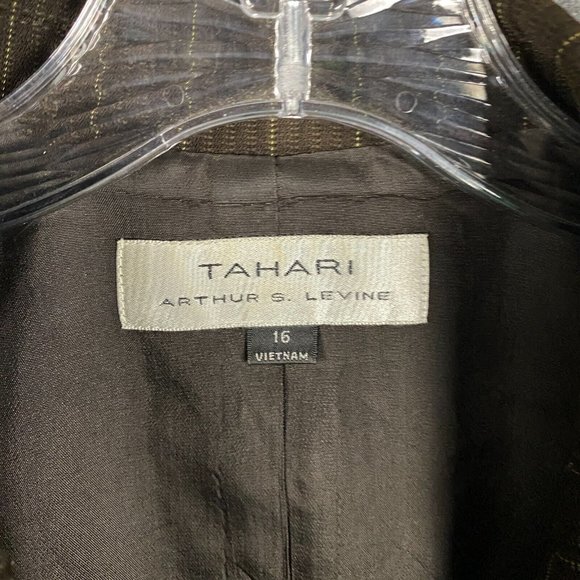 TAHARI
ARTHUR S. LEVINE
16
VIETNAM